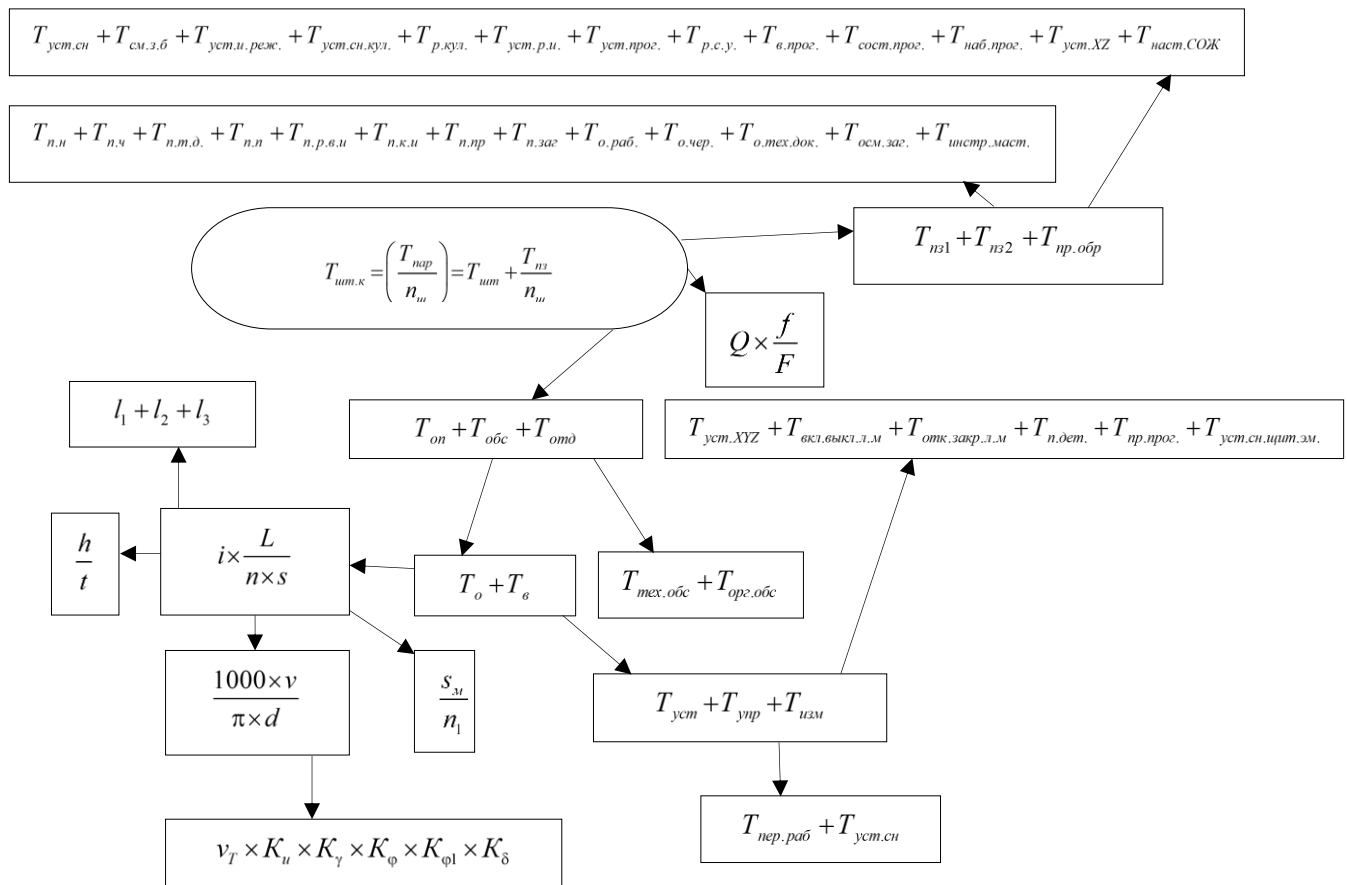 T_уст.сн + T_см.з.б + T_уст.и.реж. + T_уст.сн.кул. + T_р.кул. + T_уст.р.и. + T_уст.прог. + T_р.с.у. + T_в.прог. + T_сост.прог. + T_наб.прог. + T_уст.XZ + T_наст.СОЖ
T_п.н + T_п.ч + T_п.т.д. + T_п.п + T_п.р.в.и + T_п.к.и + T_п.пр + T_п.заг + T_о.раб. + T_о.чер. + T_о.тех.док. + T_осм.заг. + T_инстр.маст.
T_пз1 + T_пз2 + T_пр.обр
T_шт.к = (T_пар / n_ш) = T_шт + T_пз / n_ш
Q × f / F
l_1 + l_2 + l_3
T_оп + T_обс + T_отд
T_уст.XYZ + T_вкл.выкл.л.м + T_отк.закр.л.м + T_п.дет. + T_пр.прог. + T_уст.сн.щит.эм.
h / t
i × L / n × s
T_о + T_в
T_тех.обс + T_орг.обс
1000 × v / π × d
s_м / n_1
T_уст + T_упр + T_изм
T_пер.раб + T_уст.сн
v_T × K_и × K_γ × K_φ × K_φ1 × K_δ